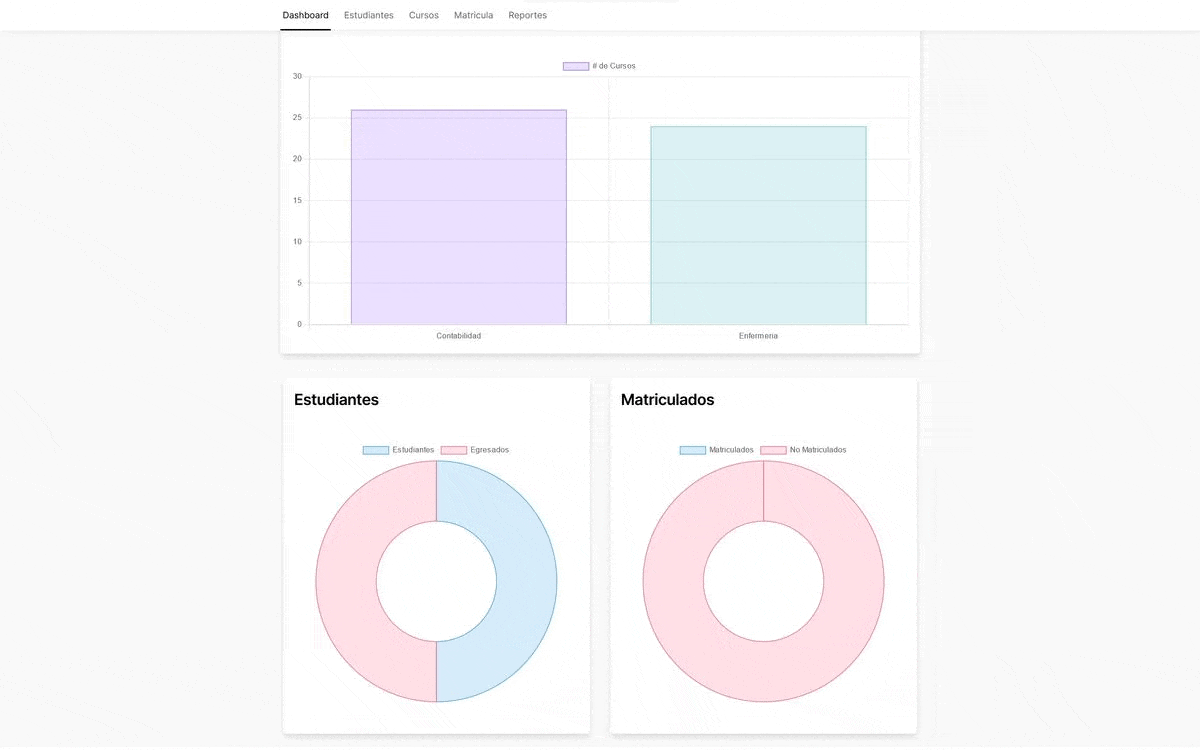 Dashboard Estudiantes Cursos Matricula Reportes
# de Cursos
30
25
20
15
10
5
0
Contabilidad Enfermeria
Estudiantes
Estudiantes Egresados
Matriculados
Matriculados No Matriculados